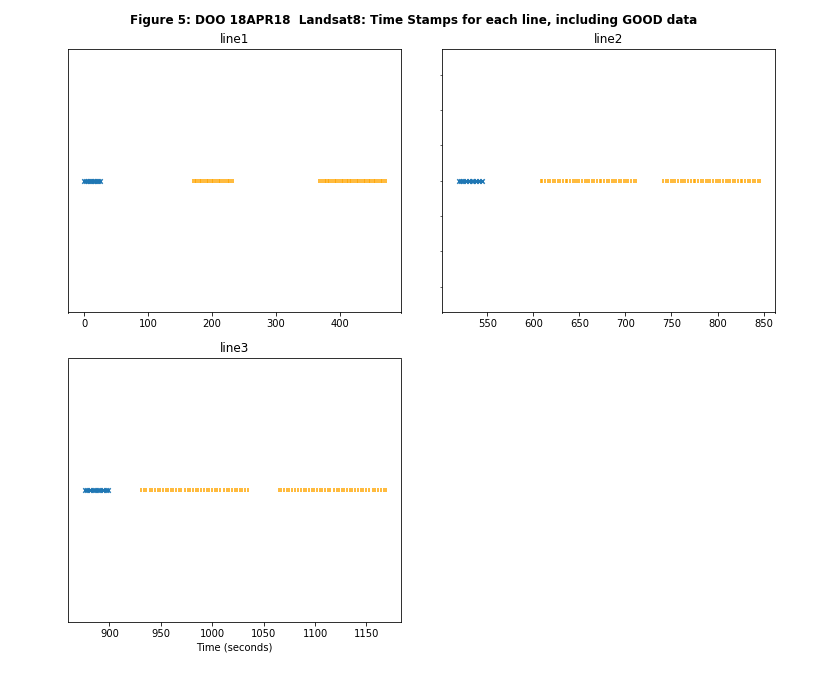 Figure 5: DOO 18APR18  Landsat8: Time Stamps for each line, including GOOD data
line1
line2
0 100 200 300 400
550 600 650 700 750 800 850
line3
900 950 1000 1050 1100 1150
Time (seconds)